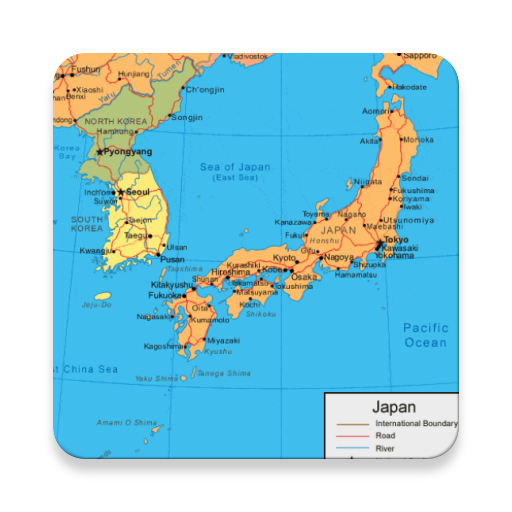 Vladivostok
Sapporo
Fushun
Hunjiang
Tumen
Xiaoshi
Benxi
Yalu
Ch'ongjin
Hakodate
Songjin
Aomori
NORTH KOREA
Hamhung
Akita
Morioka
Korea
Bay
Pyongyang
Sea of Japan
(East Sea)
Sendai
Niigata
Fukushima
Koriyama
Iwaki
Inch'on
Seoul
Suwon
SOUTH
KOREA
Taejon
Taegu
Toyama
Nagano
Utsunomiya
Kanazawa
Maebashi
JAPAN
Fukui
Honshu
Tokyo
Kawasaki
Yokohama
Kwangju
Ulsan
Pusan
Gifu
Nagoya
Kyoto
Shizuoka
Hamamatsu
Tsushima
Kurashiki
Kobe
Osaka
Hiroshima
Takamatsu
Tokushima
Kitakyushu
Matsuyama
Fukuoka
Kochi
Shikoku
Jeju-Do
Oita
Nagasaki
Kumamoto
Pacific
Ocean
Miyazaki
Kagoshima
Kyushu
t China Sea
Yaku Shima
Tanega Shima
Amami O Shima
Japan
International Boundary
Road
River